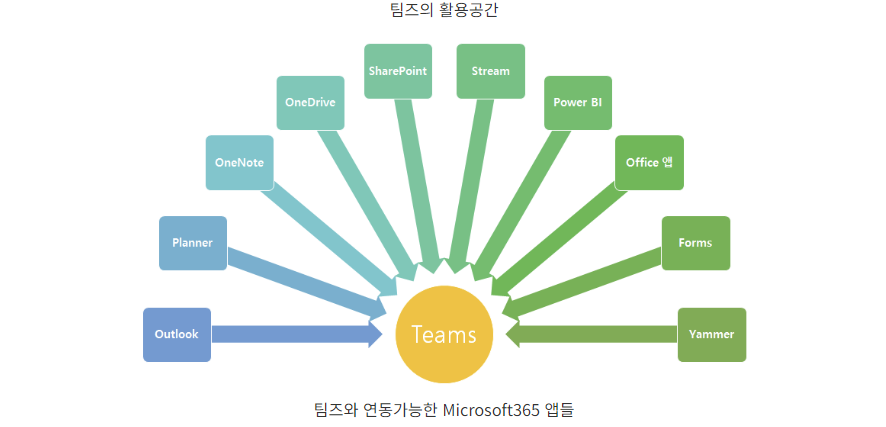 팀즈의 활용공간
SharePoint
Stream
OneDrive
Power BI
OneNote
Office 앱
Planner
Forms
Outlook
Teams
Yammer
팀즈와 연동가능한 Microsoft365 앱들